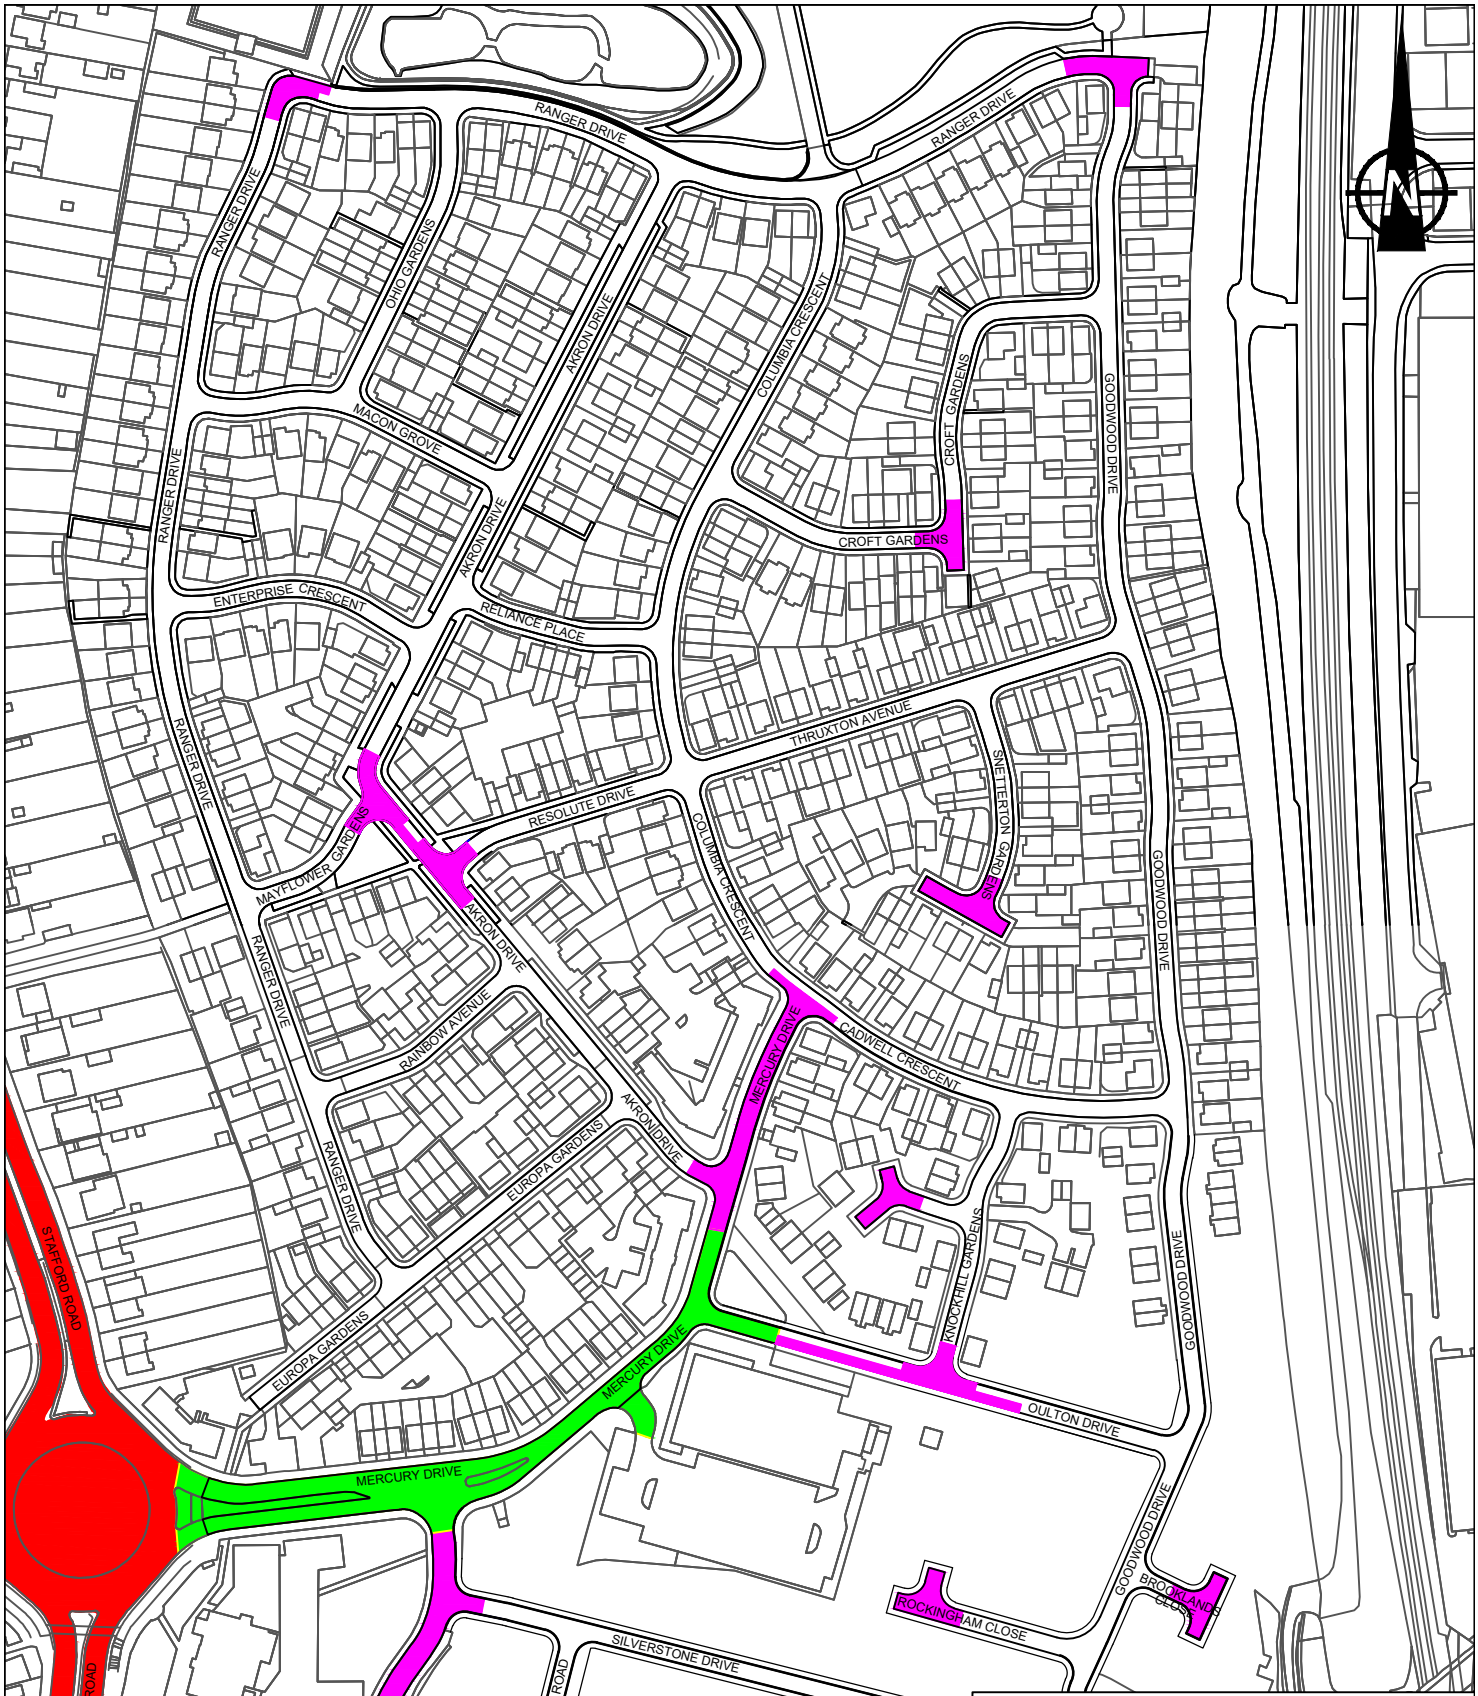 RANGER DRIVE
RANGER DRIVE
RANGER DRIVE
OHIO GARDENS
AKRON DRIVE
COLUMBIA CRESCENT
CROFT GARDENS
GOODWOOD DRIVE
MACON GROVE
RANGER DRIVE
AKRON DRIVE
CROFT GARDENS
ENTERPRISE CRESCENT
RELIANCE PLACE
THRUXTON AVENUE
RANGER DRIVE
SNETTERTON GARDENS
RESOLUTE DRIVE
MAYFLOWER GARDENS
COLUMBIA CRESCENT
GOODWOOD DRIVE
AKRON DRIVE
RANGER DRIVE
RAINBOW AVENUE
MERCURY DRIVE
CADWELL CRESCENT
AKRON DRIVE
EUROPA GARDENS
RANGER DRIVE
KNOCKHILL GARDENS
GOODWOOD DRIVE
STAFFORD ROAD
EUROPA GARDENS
MERCURY DRIVE
OULTON DRIVE
MERCURY DRIVE
GOODWOOD DRIVE
BROCKLANDS
CLOSE
ROCKINGHAM CLOSE
SILVERSTONE DRIVE
ROAD
ROAD
N